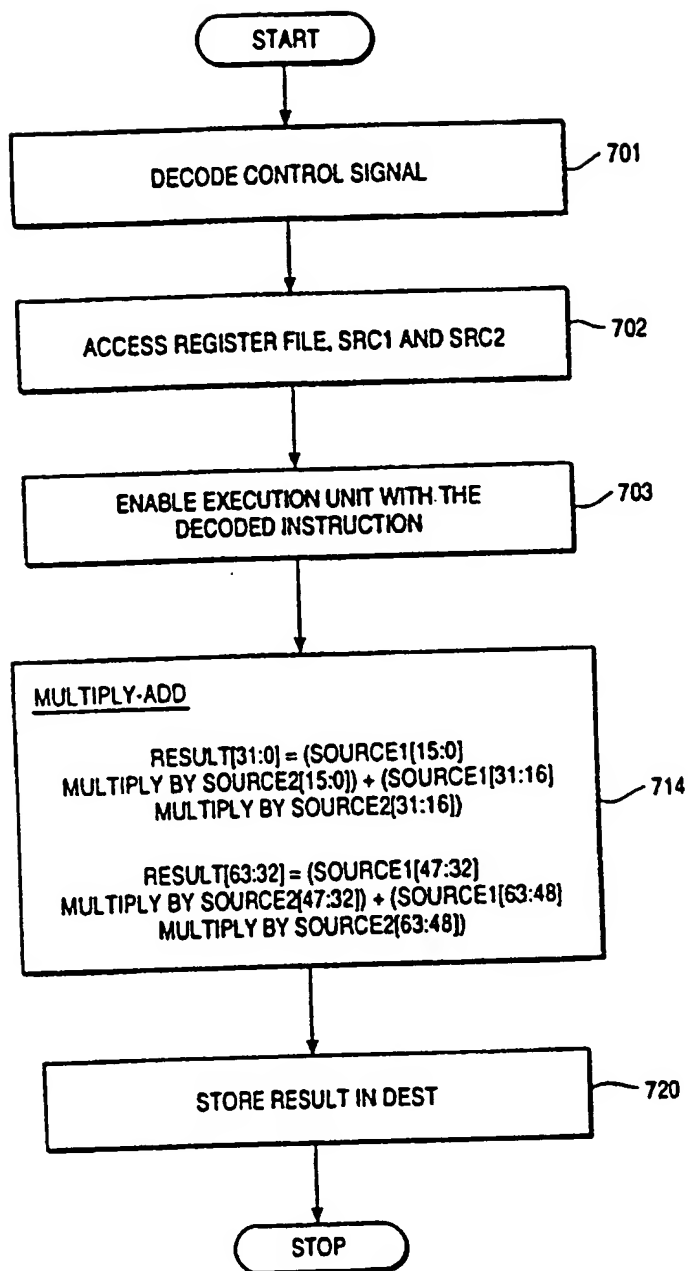 START
DECODE CONTROL SIGNAL
701
ACCESS REGISTER FILE, SRC1 AND SRC2
702
ENABLE EXECUTION UNIT WITH THE
DECODED INSTRUCTION
703
MULTIPLY-ADD
RESULT[31:0] = (SOURCE1[15:0]
MULTIPLY BY SOURCE2[15:0]) + (SOURCE1[31:16]
MULTIPLY BY SOURCE2[31:16])
RESULT[63:32] = (SOURCE1[47:32]
MULTIPLY BY SOURCE2[47:32]) + (SOURCE1[63:48]
MULTIPLY BY SOURCE2[63:48])
714
STORE RESULT IN DEST
720
STOP